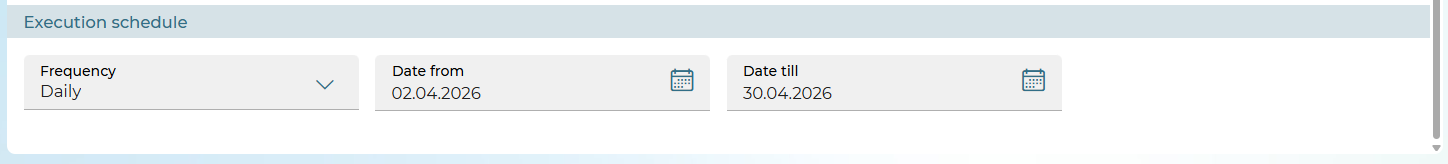 Execution schedule
Frequency
Daily
Date from
02.04.2026
Date till
30.04.2026